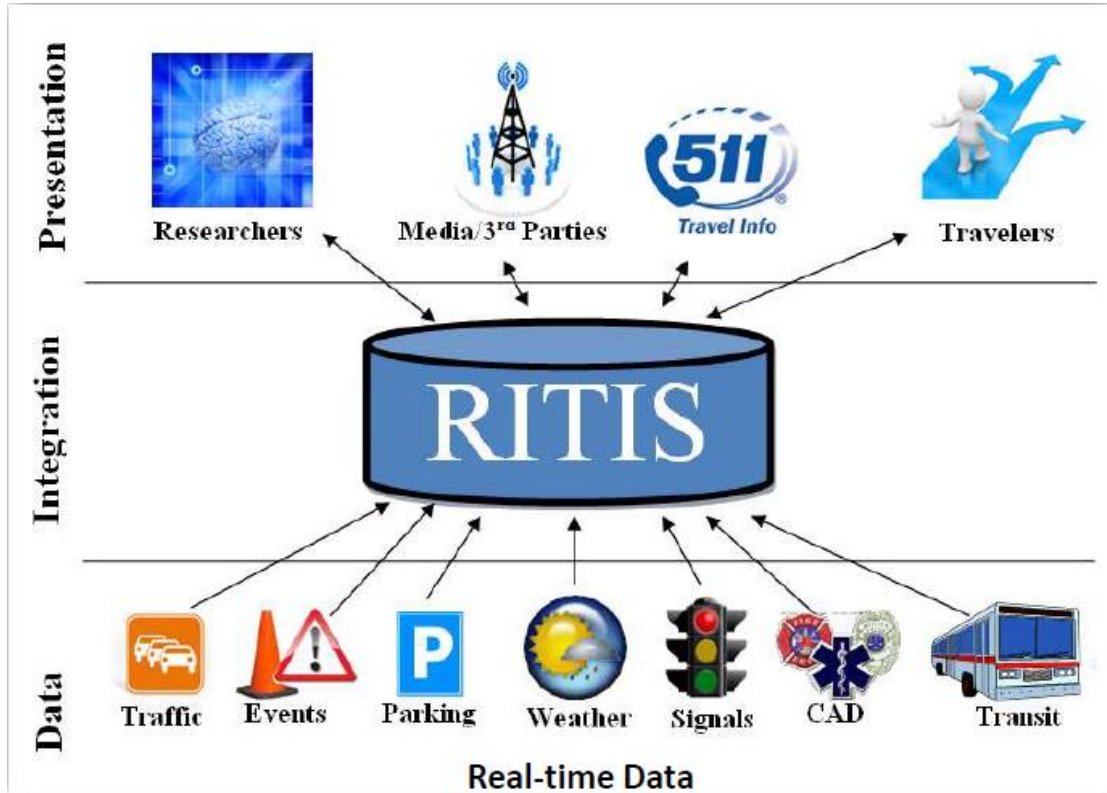 Presentation
Researchers
Media/3rd Parties
511
®
Travel Info
Travelers
Integration
RITIS
Data
Traffic
Events
P
Parking
Weather
Signals
FIRE
CAD
Transit
Real-time Data